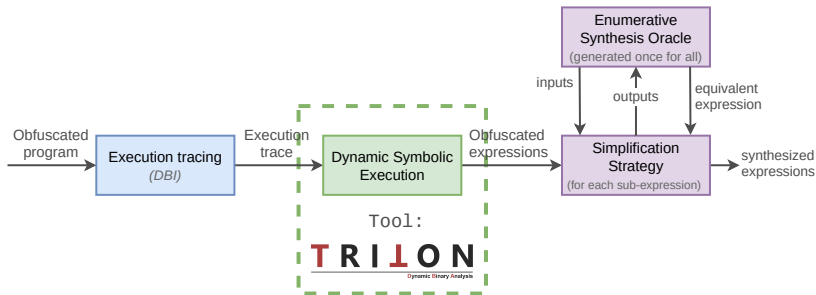 Enumerative
Synthesis Oracle
(generated once for all)
inputs
outputs
equivalent
expression
Obfuscated
program
Execution tracing
(DBI)
Execution
trace
Dynamic Symbolic
Execution
Obfuscated
expressions
Simplification
Strategy
(for each sub-expression)
synthesized
expressions
Tool:
TRITON
Dynamic Binary Analysis